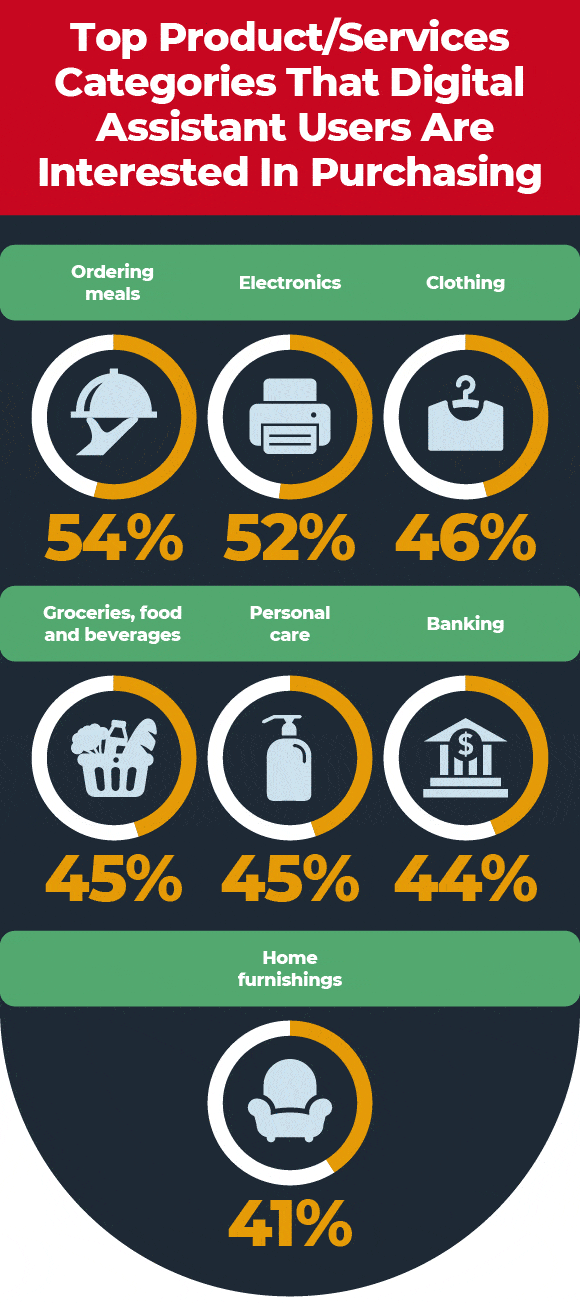 Top Product/Services
Categories That Digital
Assistant Users Are
Interested In Purchasing
Ordering
meals
Electronics
Clothing
54%
52%
46%
Groceries, food
and beverages
Personal
care
Banking
$
45%
45%
44%
Home
furnishings
41%